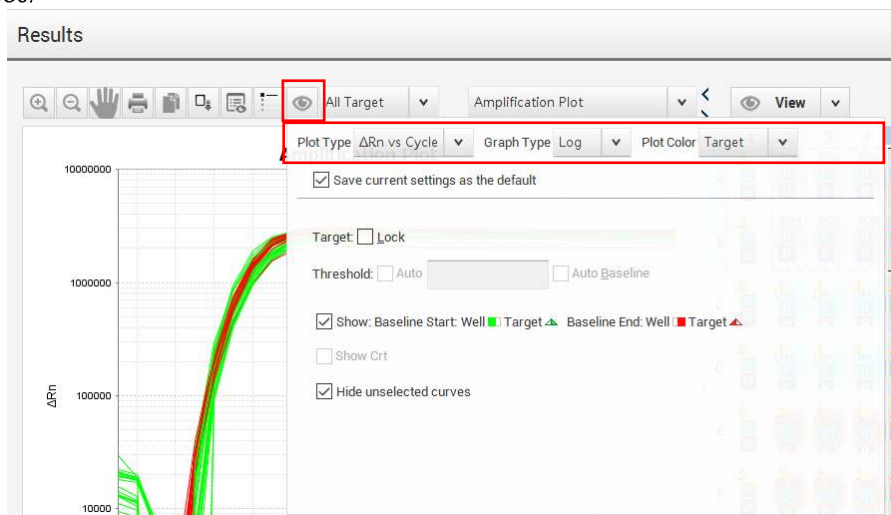 Results
All Target Amplification Plot View
Plot Type ΔRn vs Cycle Graph Type Log Plot Color Target
Amplification Plot
Save current settings as the default
Target: Lock
Threshold: Auto Auto Baseline
Show: Baseline Start: Well Target Baseline End: Well Target
Show Crt
Hide unselected curves
ΔRn
10000000
1000000
100000
10000